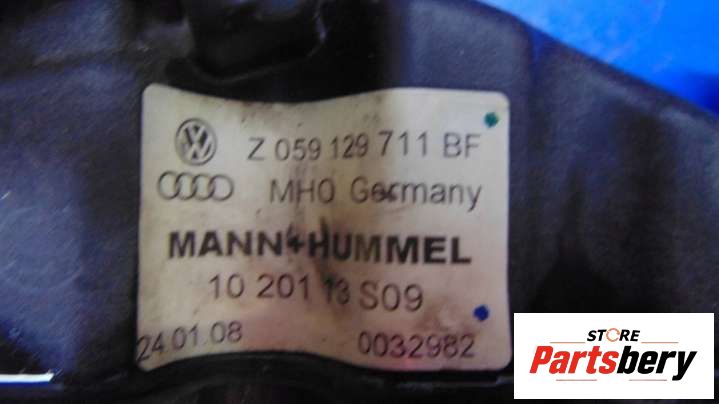 Z 059 129 711 BF
MHO Germany
MANN+HUMMEL
10 201 13 S09
24.01.08 0032982
STORE
Partsbery